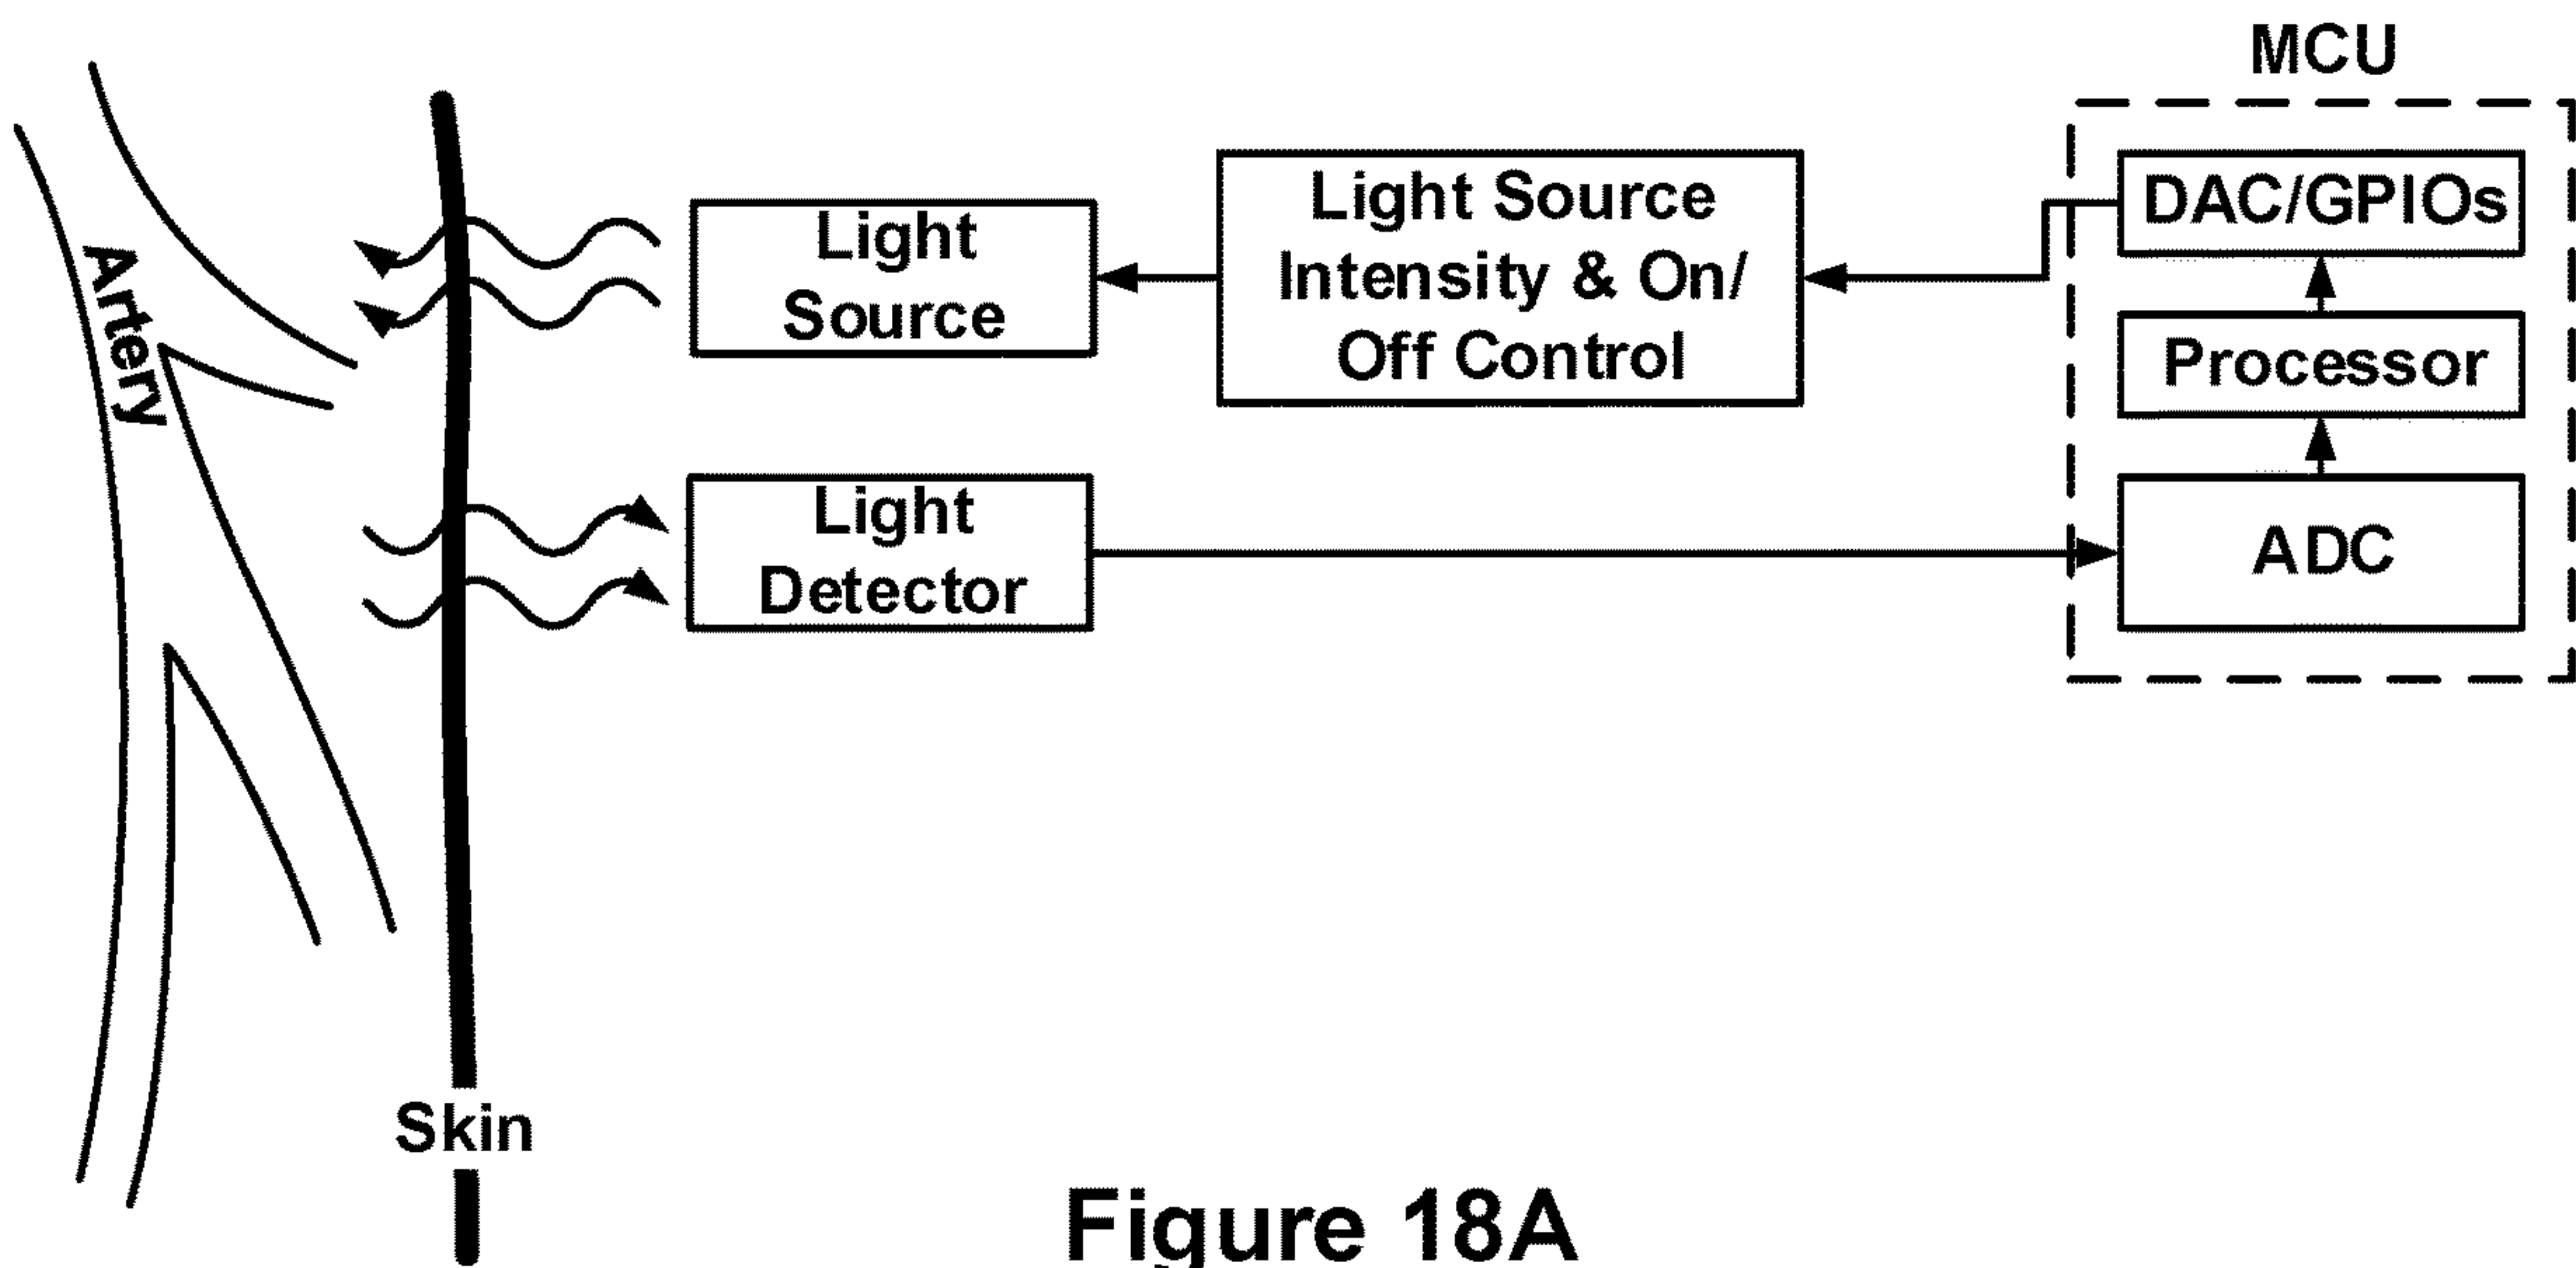 MCU
Artery
Light
Source
Light Source
Intensity & On/
Off Control
DAC/GPIOs
Processor
Light
Detector
ADC
Skin
Figure 18A